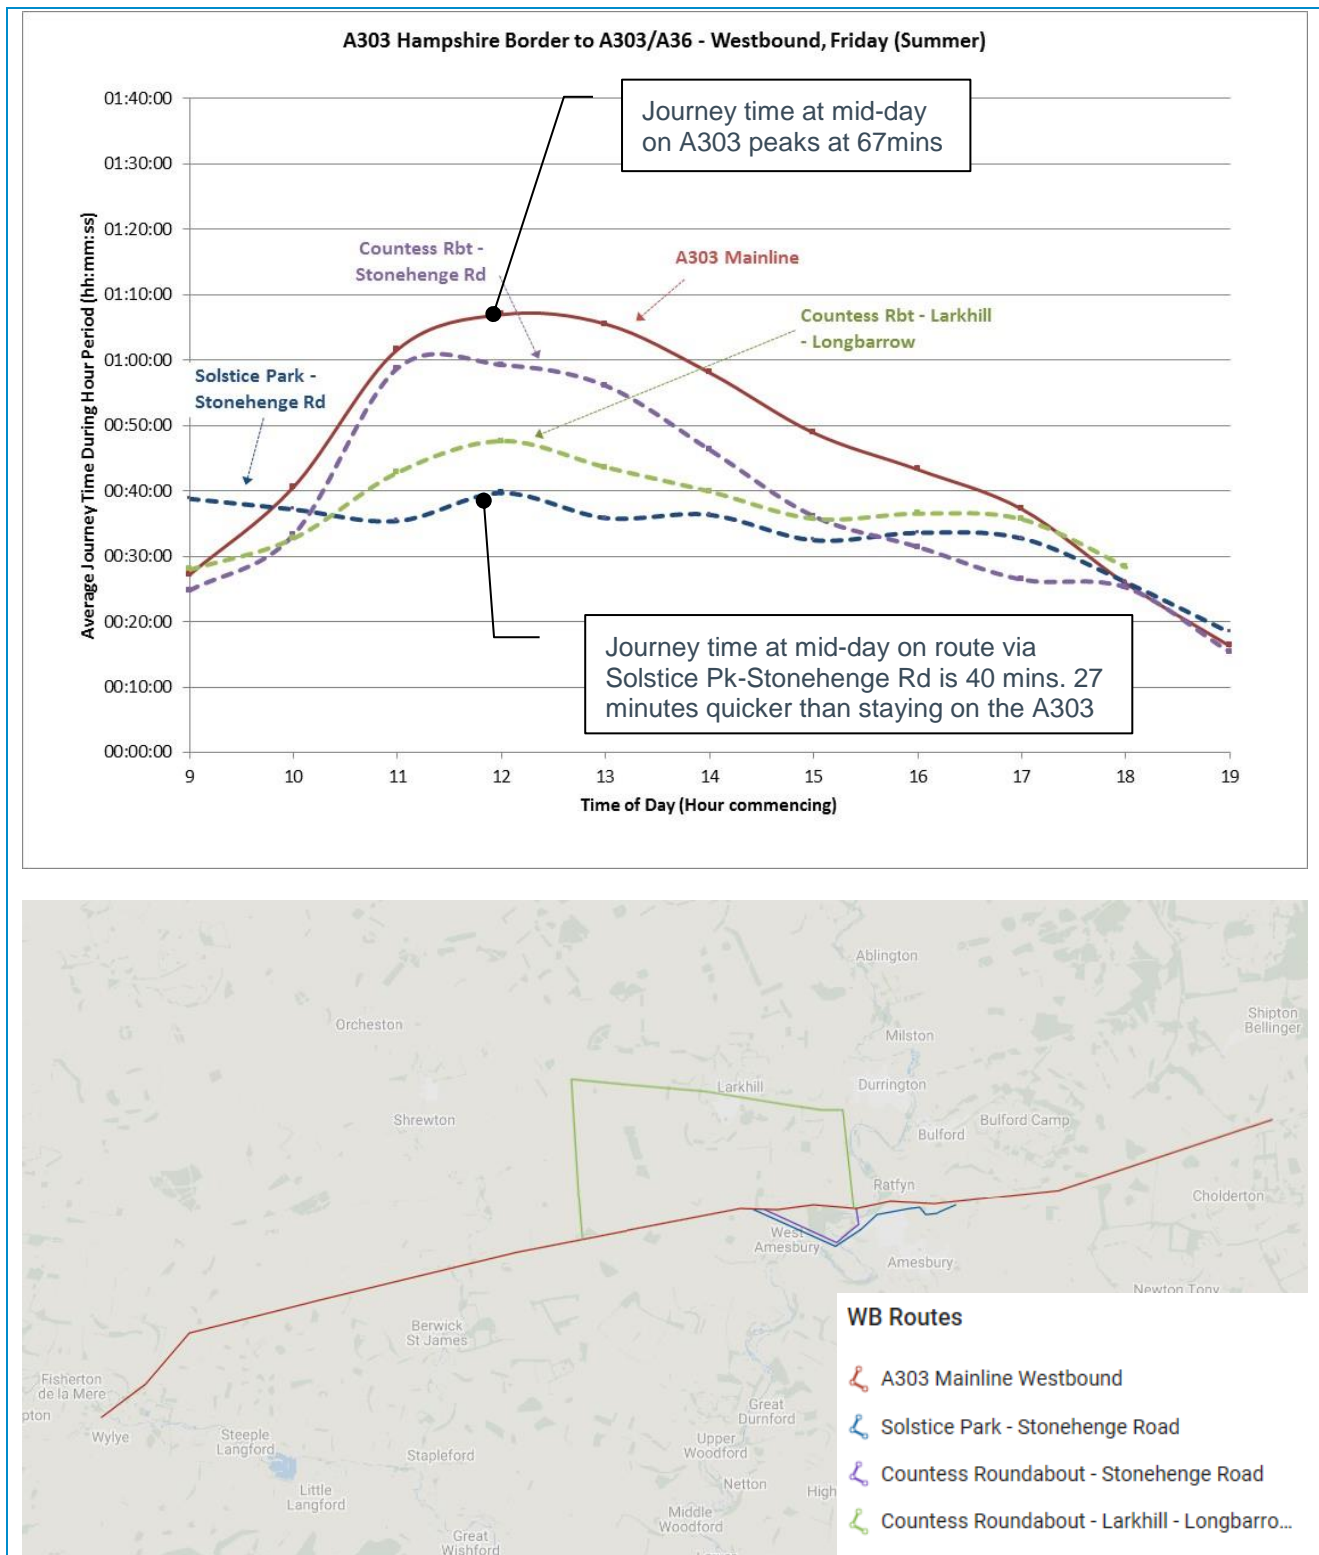 A303 Hampshire Border to A303/A36 - Westbound, Friday (Summer)
Journey time at mid-day
on A303 peaks at 67mins
01:40:00
01:30:00
01:20:00
01:10:00
01:00:00
00:50:00
00:40:00
00:30:00
00:20:00
00:10:00
00:00:00
Average Journey Time During Hour Period (hh:mm:ss)
Countess Rbt -
Stonehenge Rd
A303 Mainline
Countess Rbt - Larkhill
- Longbarrow
Solstice Park -
Stonehenge Rd
Journey time at mid-day on route via
Solstice Pk-Stonehenge Rd is 40 mins. 27
minutes quicker than staying on the A303
9 10 11 12 13 14 15 16 17 18 19
Time of Day (Hour commencing)
Ablington
Orcheston
Shipton
Bellinger
Milston
Larkhill
Durrington
Shrewton
Bulford
Bulford Camp
Ratfyn
Cholderton
West
Amesbury
Amesbury
Newton Tony
Berwick
St James
Fisherton
de la Mere
pton
Wylye
Steeple
Langford
Stapleford
Great
Durnford
Upper
Woodford
Netton
High
Little
Langford
Middle
Woodford
Great
Wishford
WB Routes
A303 Mainline Westbound
Solstice Park - Stonehenge Road
Countess Roundabout - Stonehenge Road
Countess Roundabout - Larkhill - Longbarro...